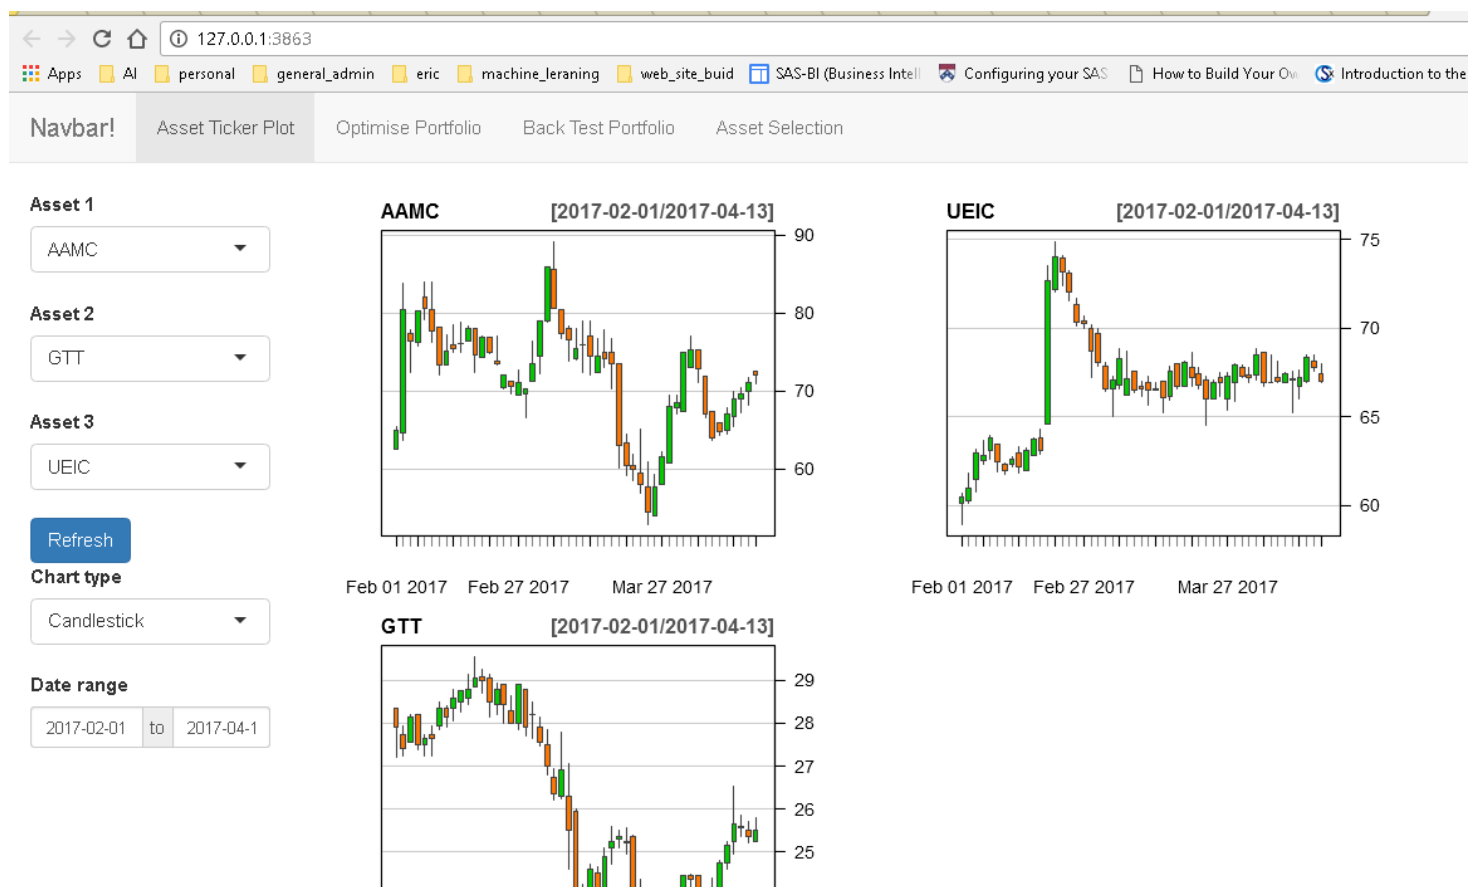 127.0.0.1:3863
Apps AI personal general_admin eric machine_leraning web_site_buid SAS-BI (Business Intell Configuring your SAS How to Build Your Ow Introduction to the
Navbar! Asset Ticker Plot Optimise Portfolio Back Test Portfolio Asset Selection
Asset 1
AAMC
Asset 2
GTT
Asset 3
UEIC
Refresh
Chart type
Candlestick
Date range
2017-02-01 to 2017-04-1
AAMC [2017-02-01/2017-04-13]
90
80
70
60
Feb 01 2017 Feb 27 2017 Mar 27 2017
UEIC [2017-02-01/2017-04-13]
75
70
65
60
Feb 01 2017 Feb 27 2017 Mar 27 2017
GTT [2017-02-01/2017-04-13]
29
28
27
26
25